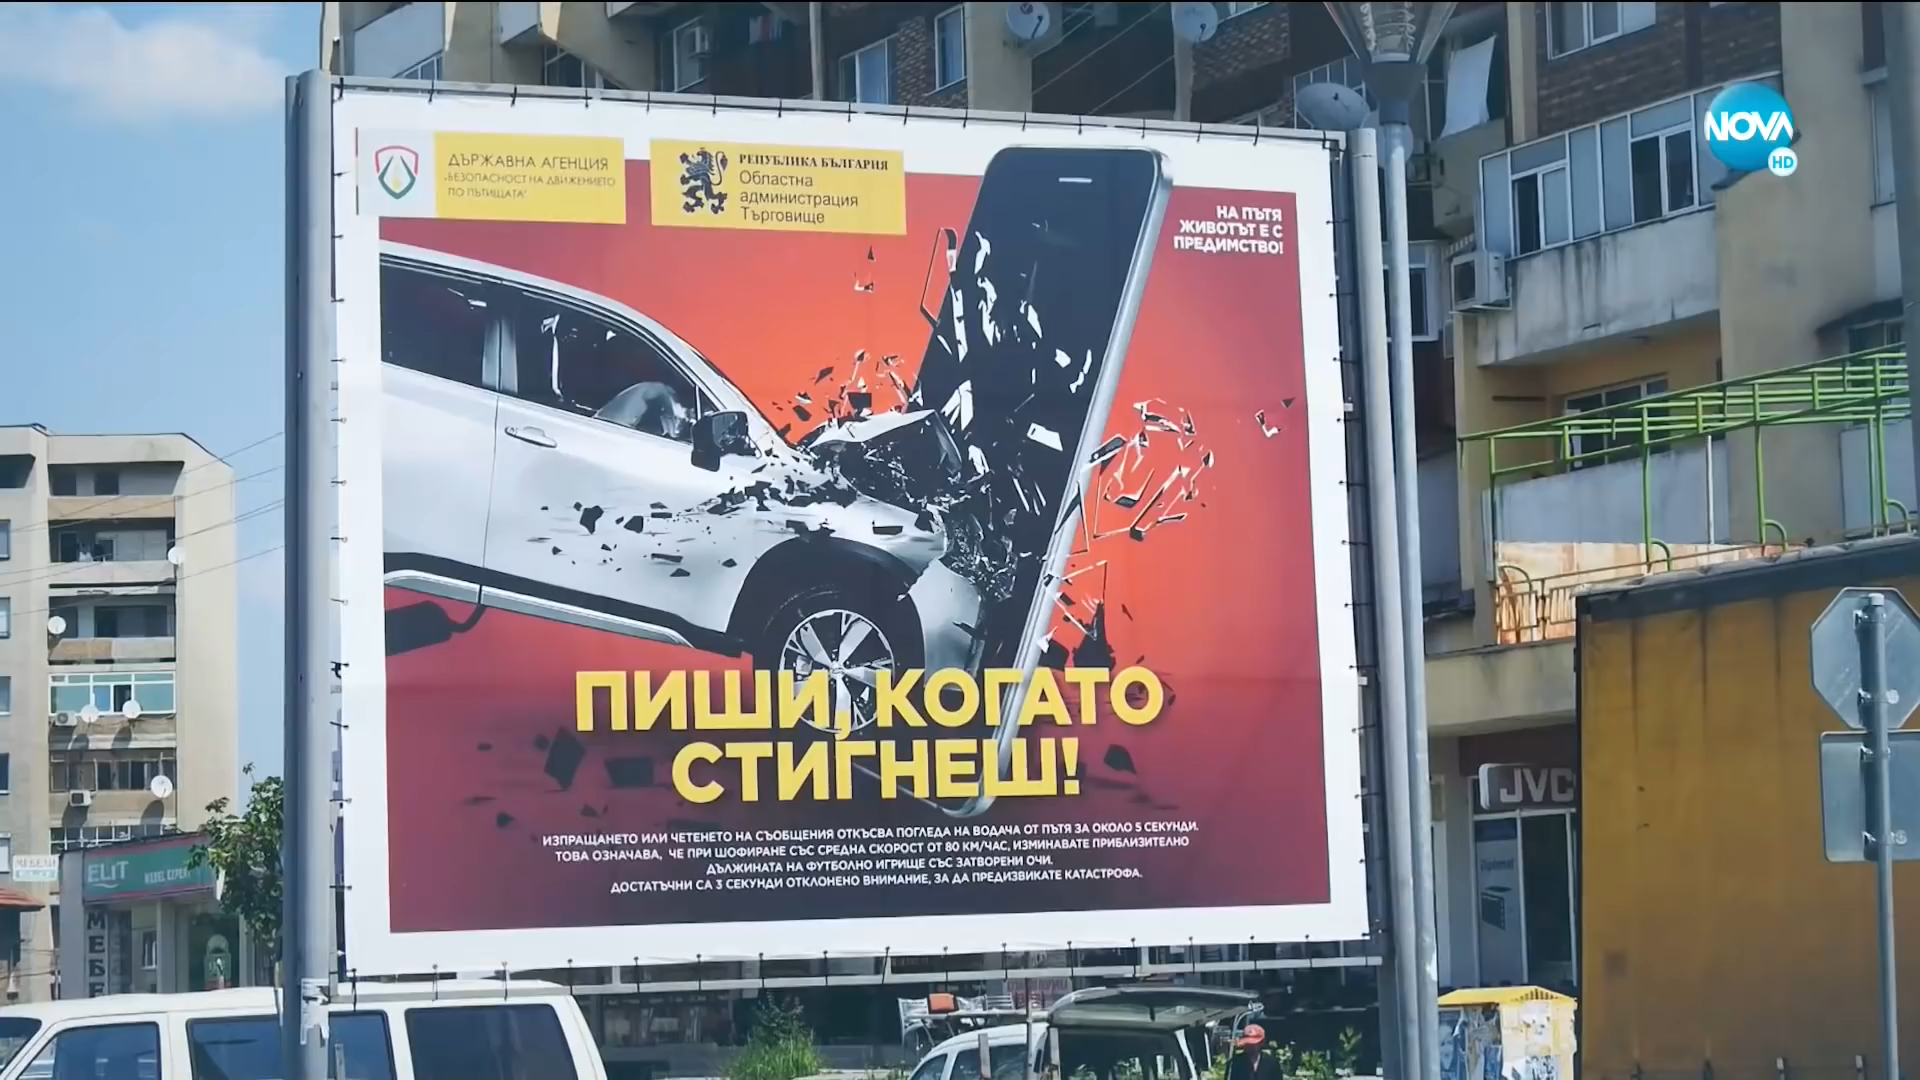 ДЪРЖАВНА АГЕНЦИЯ
„БЕЗОПАСНОСТ НА ДВИЖЕНИЕТО
ПО ПЪТИЩАТА“
РЕПУБЛИКА БЪЛГАРИЯ
Областна
администрация
Търговище
НА ПЪТЯ
ЖИВОТЪТ Е С
ПРЕДИМСТВО!
NOVA
HD
ПИШИ, КОГАТО
СТИГНЕШ!
ИЗПРАЩАНЕТО ИЛИ ЧЕТЕНЕТО НА СЪОБЩЕНИЯ ОТКЪСВА ПОГЛЕДА НА ВОДАЧА ОТ ПЪТЯ ЗА ОКОЛО 5 СЕКУНДИ.
ТОВА ОЗНАЧАВА, ЧЕ ПРИ ШОФИРАНЕ СЪС СРЕДНА СКОРОСТ ОТ 80 КМ/ЧАС, ИЗМИНАВАТЕ ПРИБЛИЗИТЕЛНО
ДЪЛЖИНАТА НА ФУТБОЛНО ИГРИЩЕ СЪС ЗАТВОРЕНИ ОЧИ.
ДОСТАТЪЧНИ СА 3 СЕКУНДИ ОТКЛОНЕНО ВНИМАНИЕ, ЗА ДА ПРЕДИЗВИКАТЕ КАТАСТРОФА.
JVC
ELIT
МЕБЕЛИ